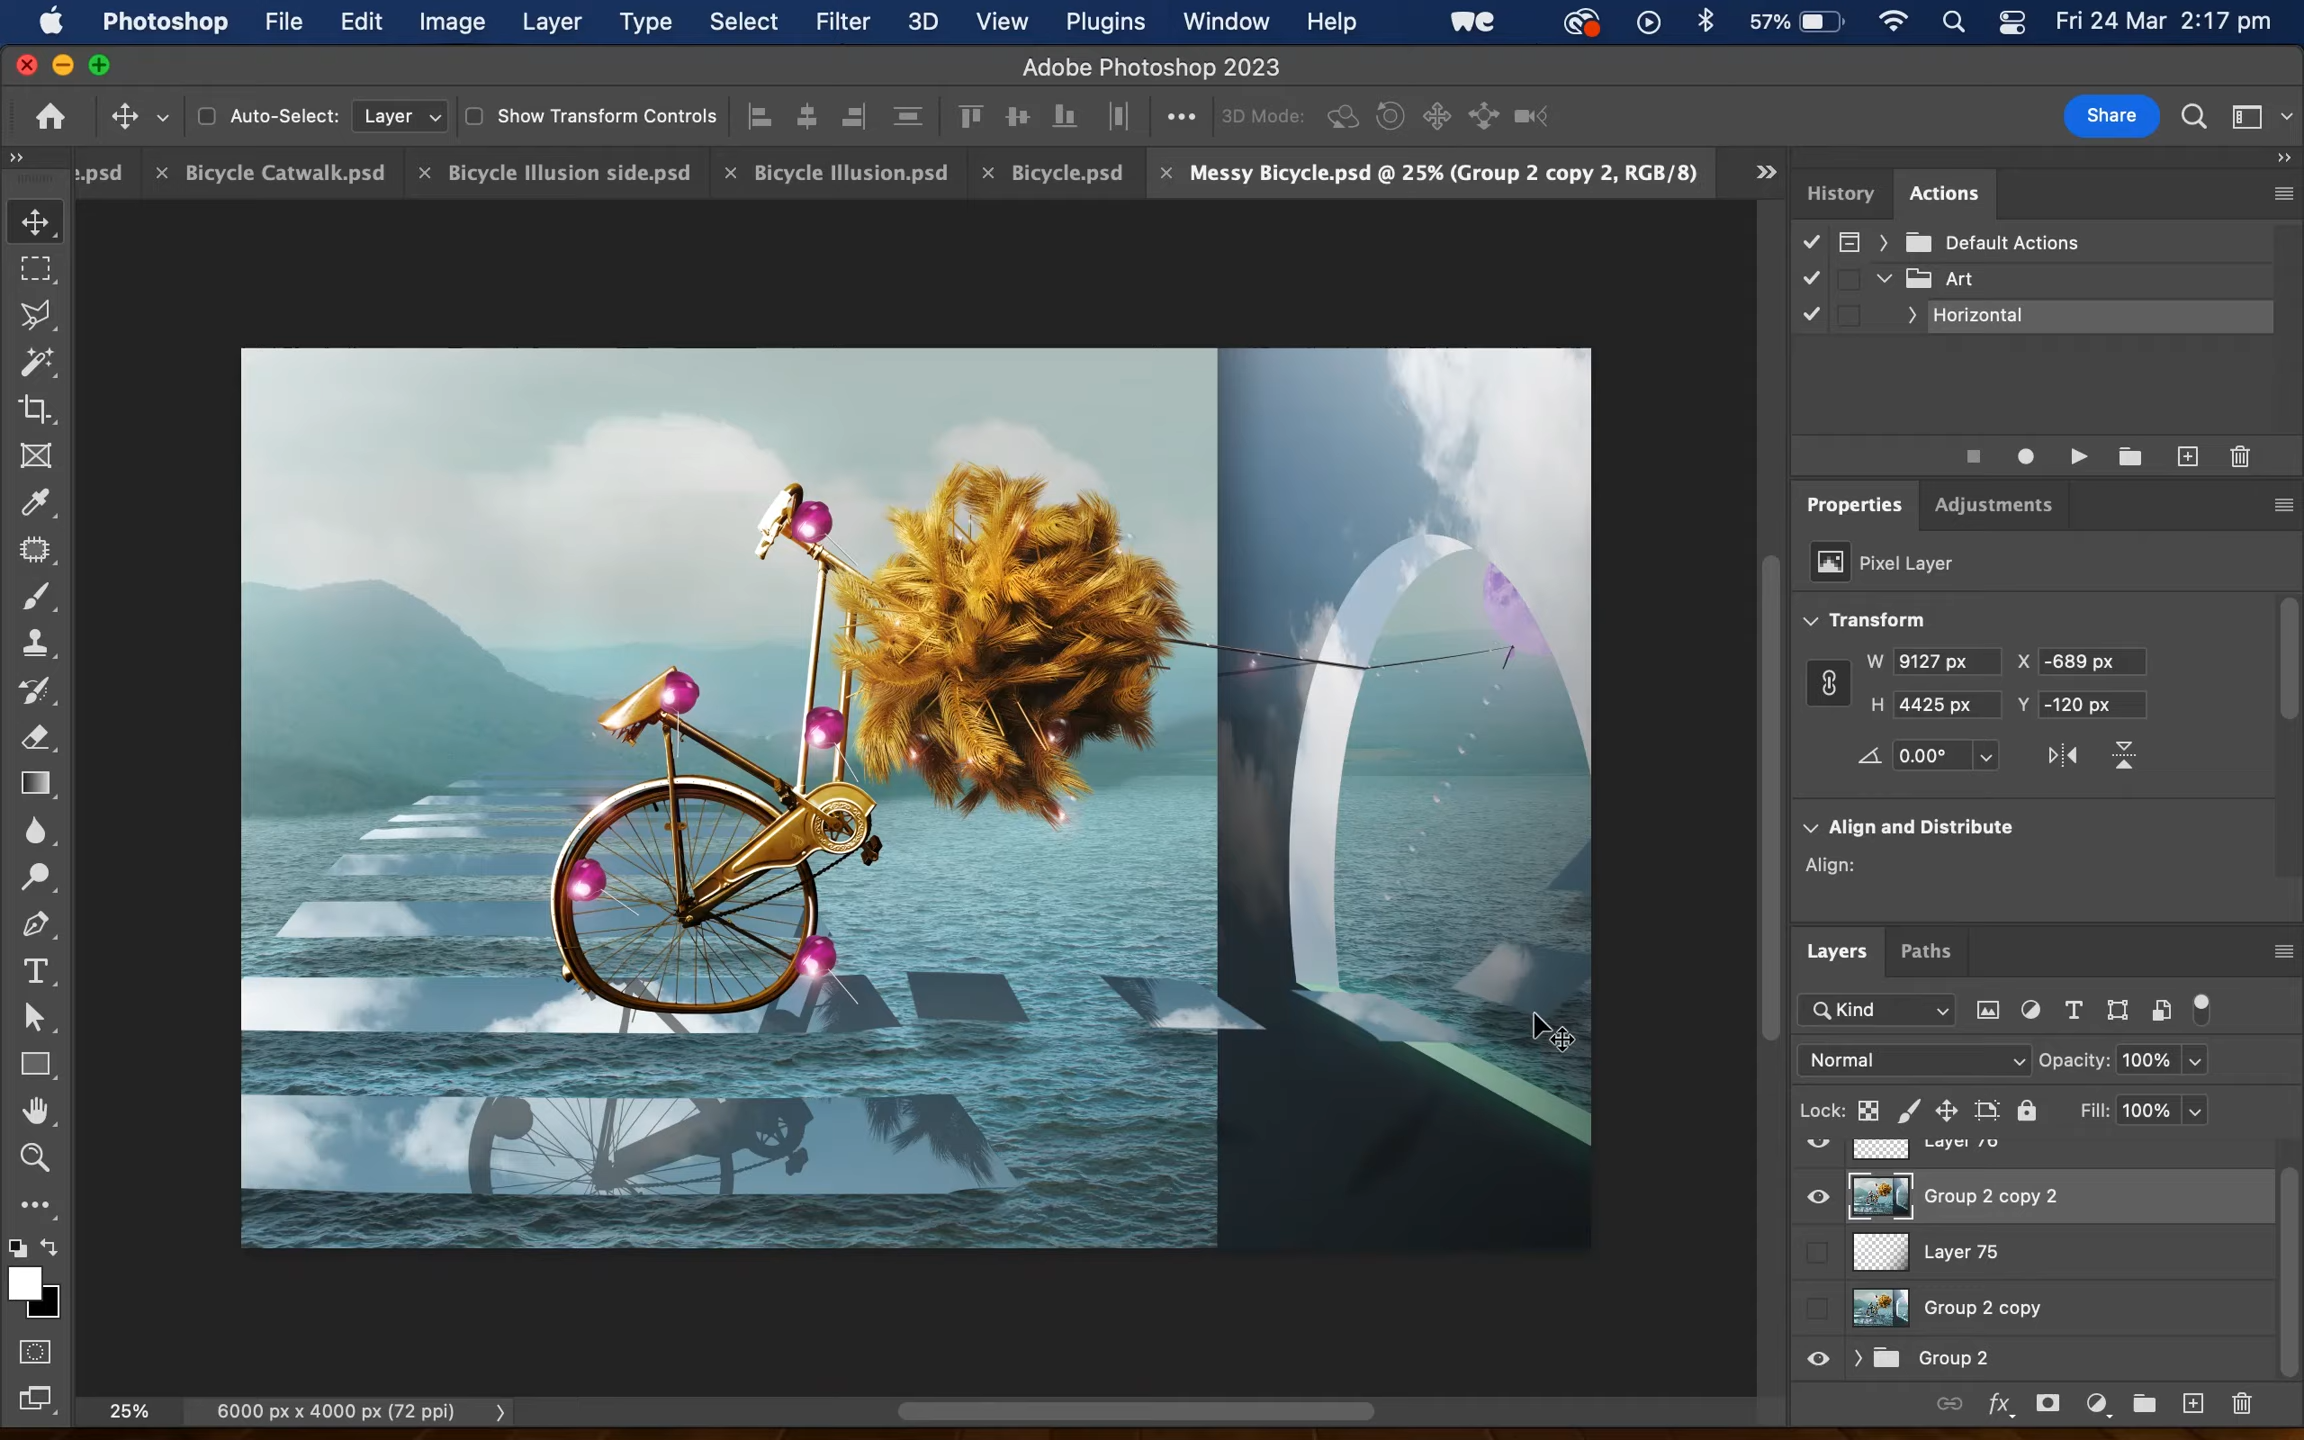 Photoshop File Edit Image Layer Type Select Filter 3D View Plugins Window Help 57% Fri 24 Mar 2:17 pm
Adobe Photoshop 2023
Auto-Select: Layer Show Transform Controls 3D Mode: Share
e.psd Bicycle Catwalk.psd Bicycle Illusion side.psd Bicycle Illusion.psd Bicycle.psd Messy Bicycle.psd @ 25% (Group 2 copy 2, RGB/8)
History Actions
Default Actions
Art
Horizontal
Properties Adjustments
Pixel Layer
Transform
W 9127 px X -689 px
H 4425 px Y -120 px
0.00°
Align and Distribute
Align:
Layers Paths
Kind
Normal Opacity: 100%
Lock: Fill: 100%
Layer 76
Group 2 copy 2
Layer 75
Group 2 copy
Group 2
25% 6000 px x 4000 px (72 ppi)